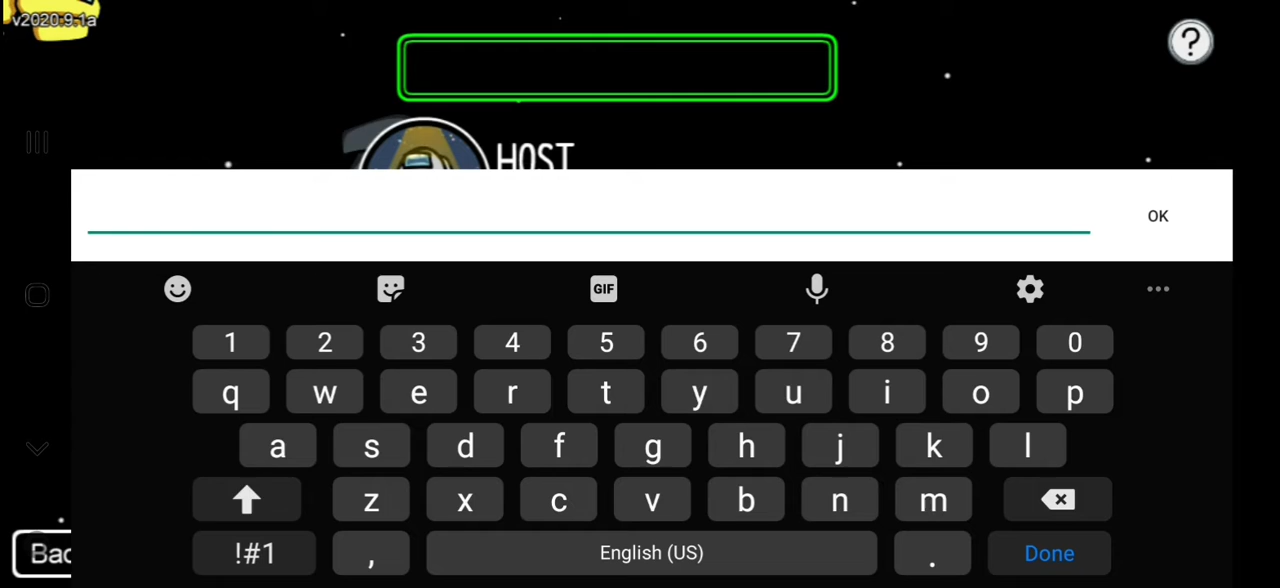 v2020.9.1a
?
HOST
OK
GIF
1 2 3 4 5 6 7 8 9 0
q w e r t y u i o p
a s d f g h j k l
z x c v b n m
!#1 , English (US) . Done
Bac